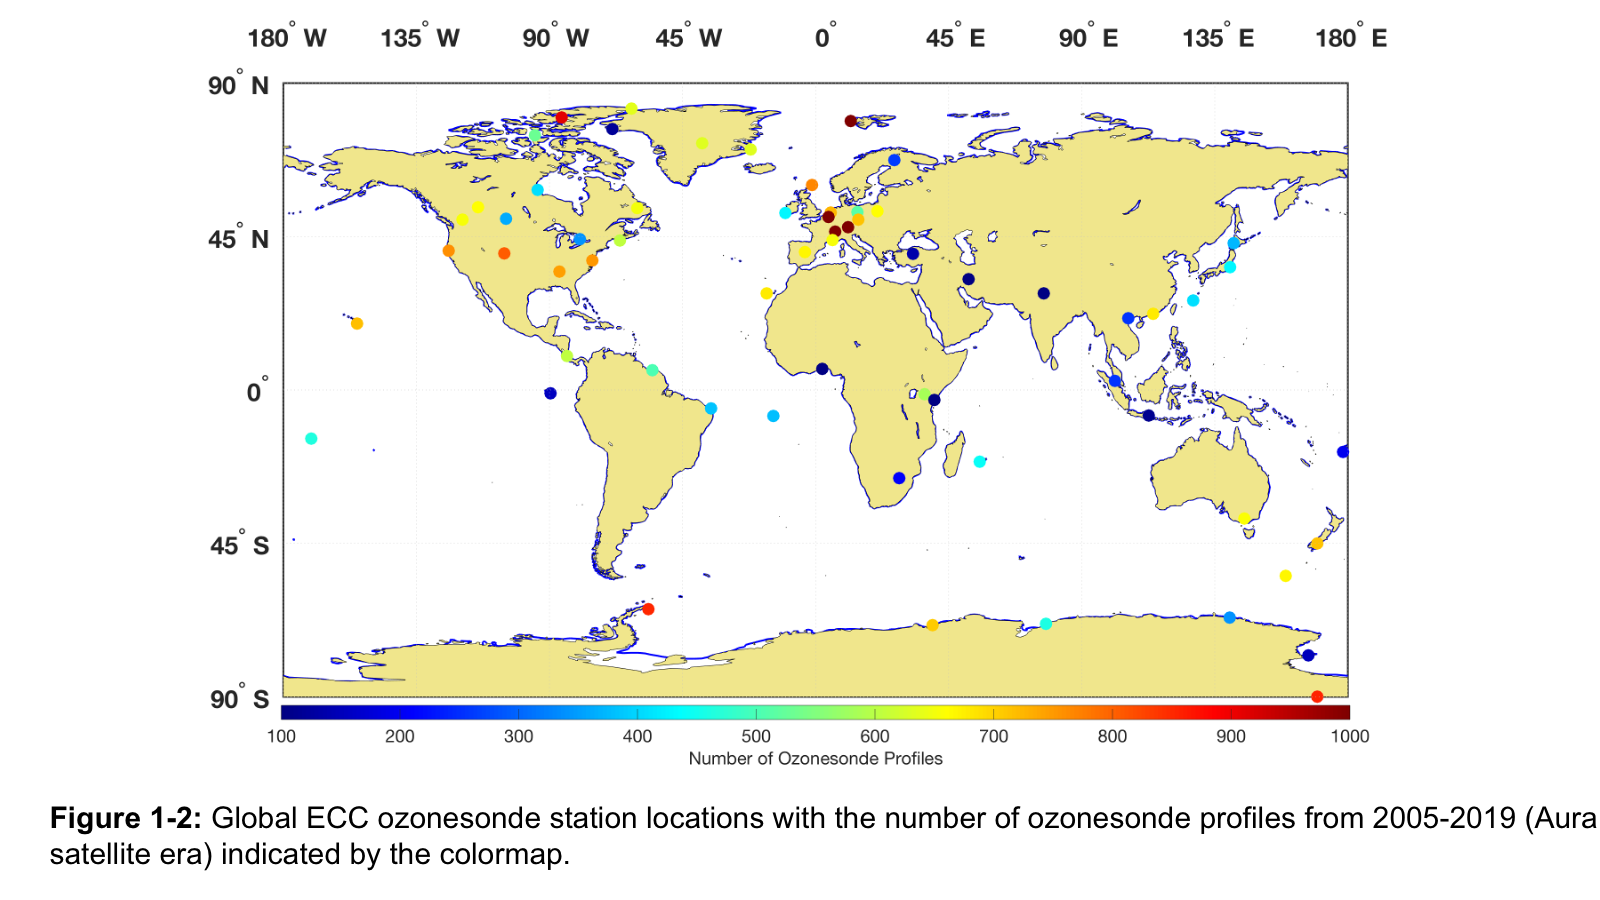 180° W 135° W 90° W 45° W 0° 45° E 90° E 135° E 180° E
90° N
45° N
0°
45° S
90° S
100 200 300 400 500 600 700 800 900 1000
Number of Ozonesonde Profiles
Figure 1-2: Global ECC ozonesonde station locations with the number of ozonesonde profiles from 2005-2019 (Aura
satellite era) indicated by the colormap.